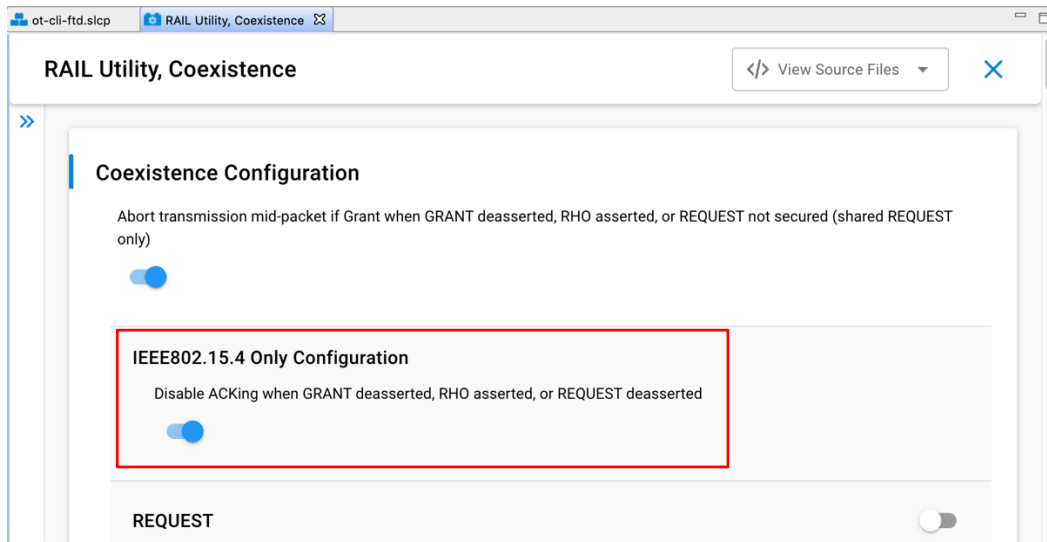 ot-cli-ftd.slcp
RAIL Utility, Coexistence
RAIL Utility, Coexistence
</> View Source Files
Coexistence Configuration
Abort transmission mid-packet if Grant when GRANT deasserted, RHO asserted, or REQUEST not secured (shared REQUEST
only)
IEEE802.15.4 Only Configuration
Disable ACKing when GRANT deasserted, RHO asserted, or REQUEST deasserted
REQUEST